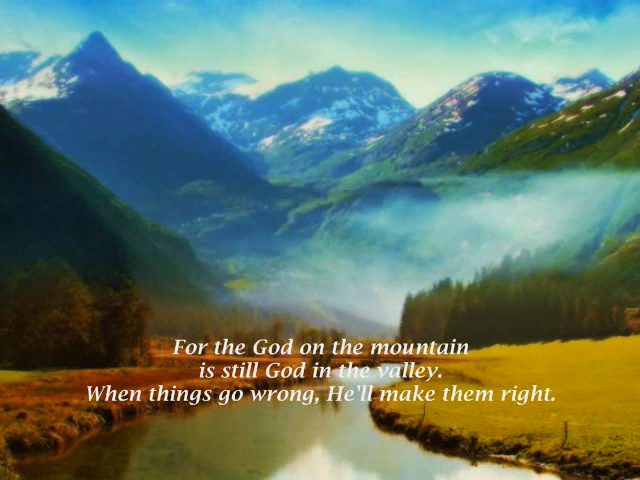 For the God on the mountain
is still God in the valley.
When things go wrong, He'll make them right.